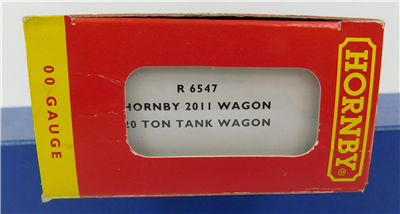 00 GAUGE
R 6547
HORNBY 2011 WAGON
20 TON TANK WAGON
HORNBY®